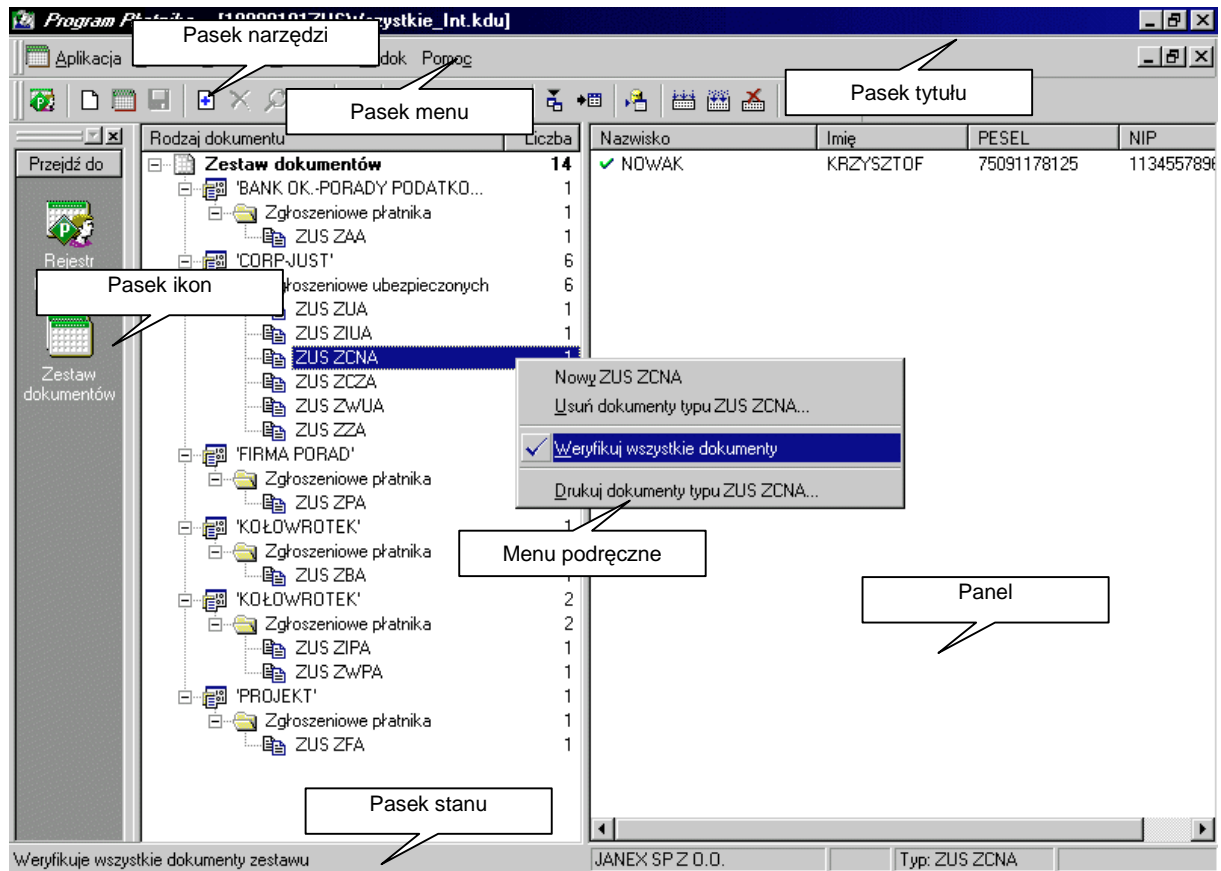 Program Płatnika
ystkie_Int.kdu]
Pasek narzędzi
Aplikacja
dok Pomoc
Pasek menu
Pasek tytułu
Przejdź do
Rodzaj dokumentu Liczba Nazwisko Imię PESEL NIP
Zestaw dokumentów 14
NOWAK KRZYSZTOF 75091178125 113455789
'BANK OK.-PORADY PODATKO... 1
Zgłoszeniowe płatnika 1
ZUS ZAA 1
Rejestr
'CORP-JUST' 6
Pasek ikon
głoszeniowe ubezpieczonych 6
ZUS ZUA 1
ZUS ZIUA 1
ZUS ZCNA 1
ZUS ZCZA
ZUS ZWUA
ZUS ZZA
Zestaw
dokumentów
Nowy ZUS ZCNA
Usuń dokumenty typu ZUS ZCNA...
Weryfikuj wszystkie dokumenty
Drukuj dokumenty typu ZUS ZCNA...
'FIRMA PORAD'
Zgłoszeniowe płatnika
ZUS ZPA
'KOŁOWROTEK' 1
Zgłoszeniowe płatnika
ZUS ZBA 1
Menu podręczne
Panel
'KOŁOWROTEK' 2
Zgłoszeniowe płatnika 2
ZUS ZIPA 1
ZUS ZWPA 1
'PROJEKT' 1
Zgłoszeniowe płatnika 1
ZUS ZFA 1
Pasek stanu
Weryfikuje wszystkie dokumenty zestawu
JANEX SP Z O.O.
Typ: ZUS ZCNA